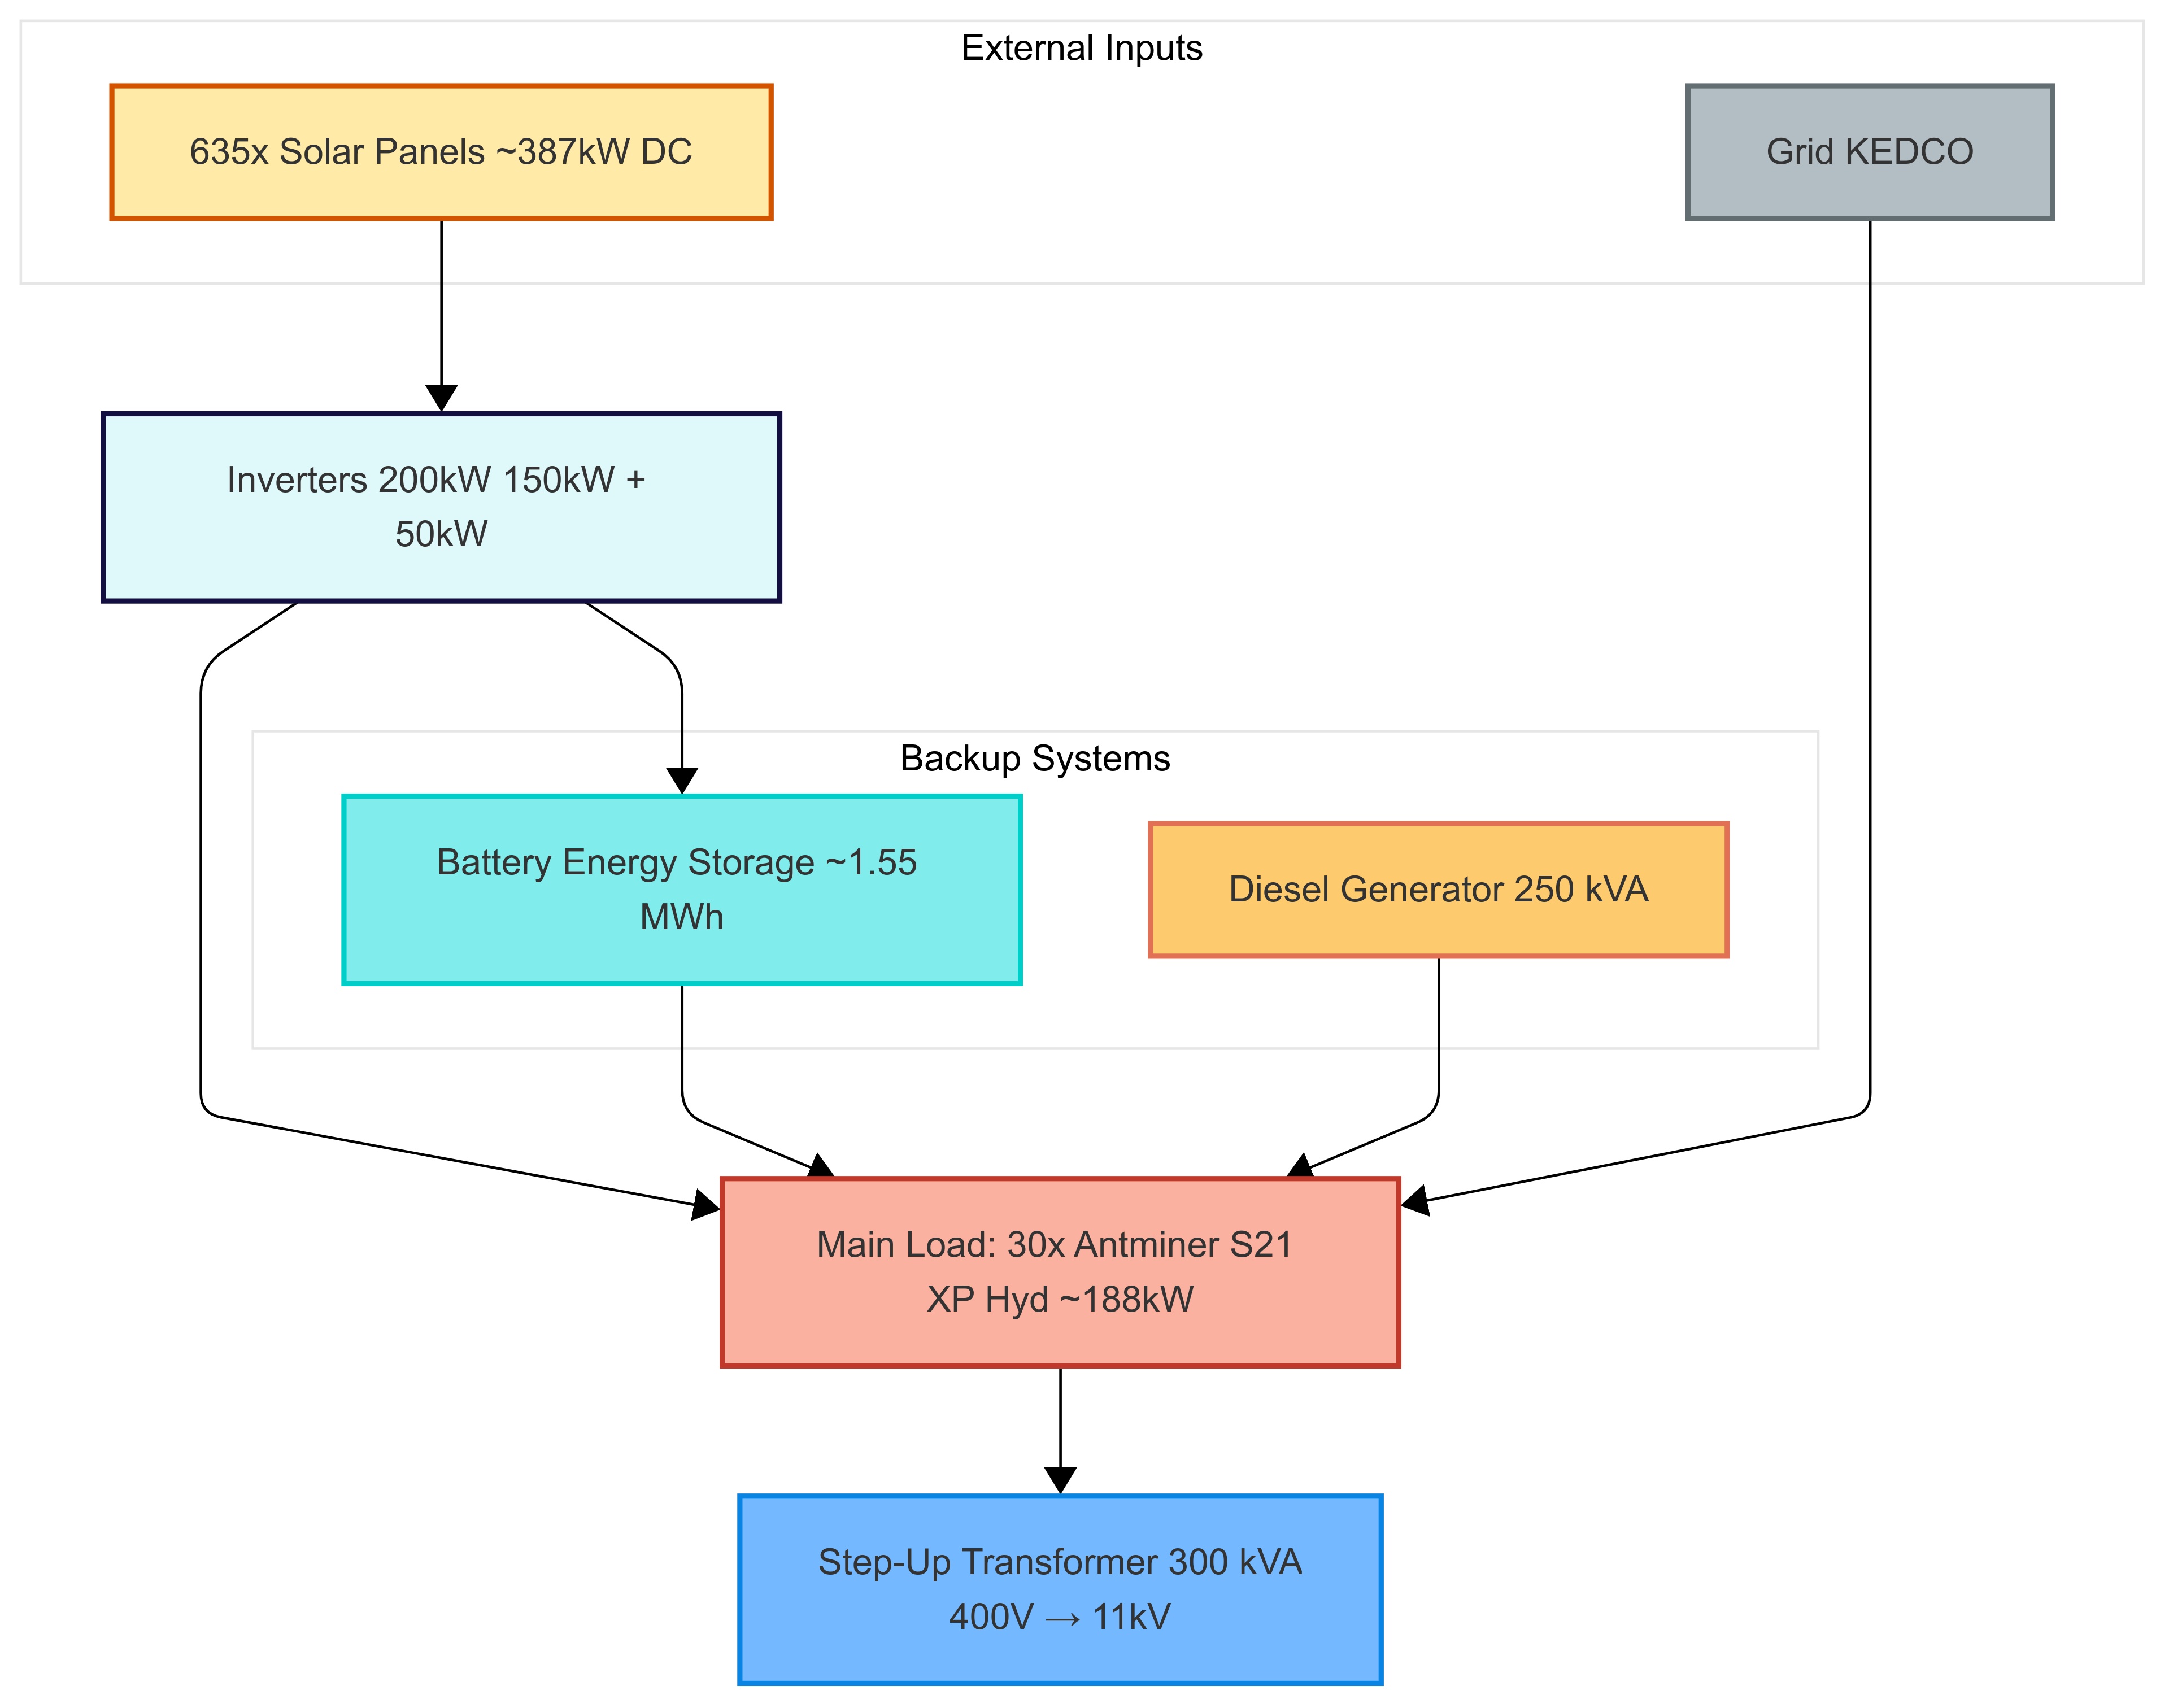 External Inputs
635x Solar Panels ~387kW DC
Grid KEDCO
Inverters 200kW 150kW +
50kW
Backup Systems
Battery Energy Storage ~1.55
MWh
Diesel Generator 250 kVA
Main Load: 30x Antminer S21
XP Hyd ~188kW
Step-Up Transformer 300 kVA
400V → 11kV